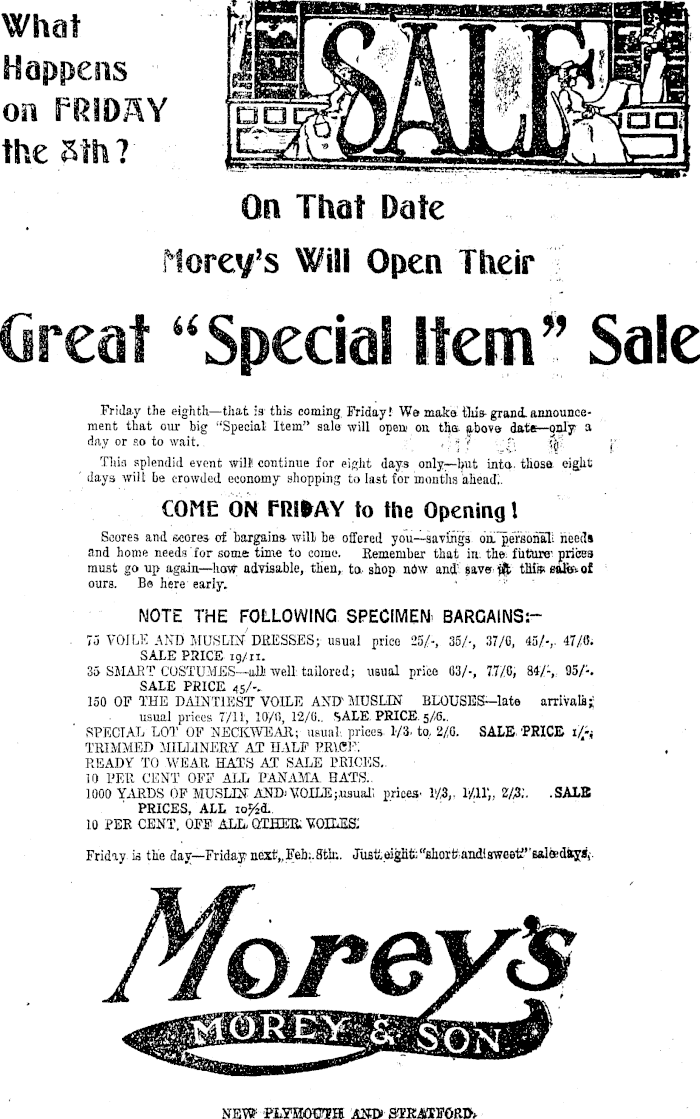 What
Happens
on FRIDAY
the 8th?
SALE
On That Date
Morey's Will Open Their
Great "Special Item" Sale
Friday the eighth—that is this coming Friday! We make this grand announce-
ment that our big "Special Item" sale will open on the above date—only a
day or so to wait.
This splendid event will continue for eight days only—but into those eight
days will be crowded economy shopping to last for months ahead.
COME ON FRIDAY to the Opening!
Scores and scores of bargains will be offered you—savings on personal needs
and home needs for some time to come. Remember that in the future prices
must go up again—how advisable, then, to shop now and save at this sale of
ours. Be here early.
NOTE THE FOLLOWING SPECIMEN BARGAINS:—
75 VOILE AND MUSLIN DRESSES; usual price 25/-, 35/-, 37/6, 45/-, 47/6.
SALE PRICE 19/11.
35 SMART COSTUMES—all well tailored; usual price 63/-, 77/6, 84/-, 95/-.
SALE PRICE 45/-.
150 OF THE DAINTIEST VOILE AND MUSLIN BLOUSES—late arrivals;
usual prices 7/11, 10/6, 12/6. SALE PRICE 5/6.
SPECIAL LOT OF NECKWEAR; usual prices 1/3 to 2/6. SALE PRICE 1/-.
TRIMMED MILLINERY AT HALF PRICE.
READY TO WEAR HATS AT SALE PRICES.
10 PER CENT OFF ALL PANAMA HATS.
1000 YARDS OF MUSLIN AND VOILE; usual prices 1/3, 1/11, 2/3. SALE
PRICES, ALL 10½d.
10 PER CENT. OFF ALL OTHER VOILES.
Friday is the day—Friday next, Feb. 8th. Just eight "short and sweet" sale days.
Morey's
MOREY & SON
NEW PLYMOUTH AND STRATFORD.